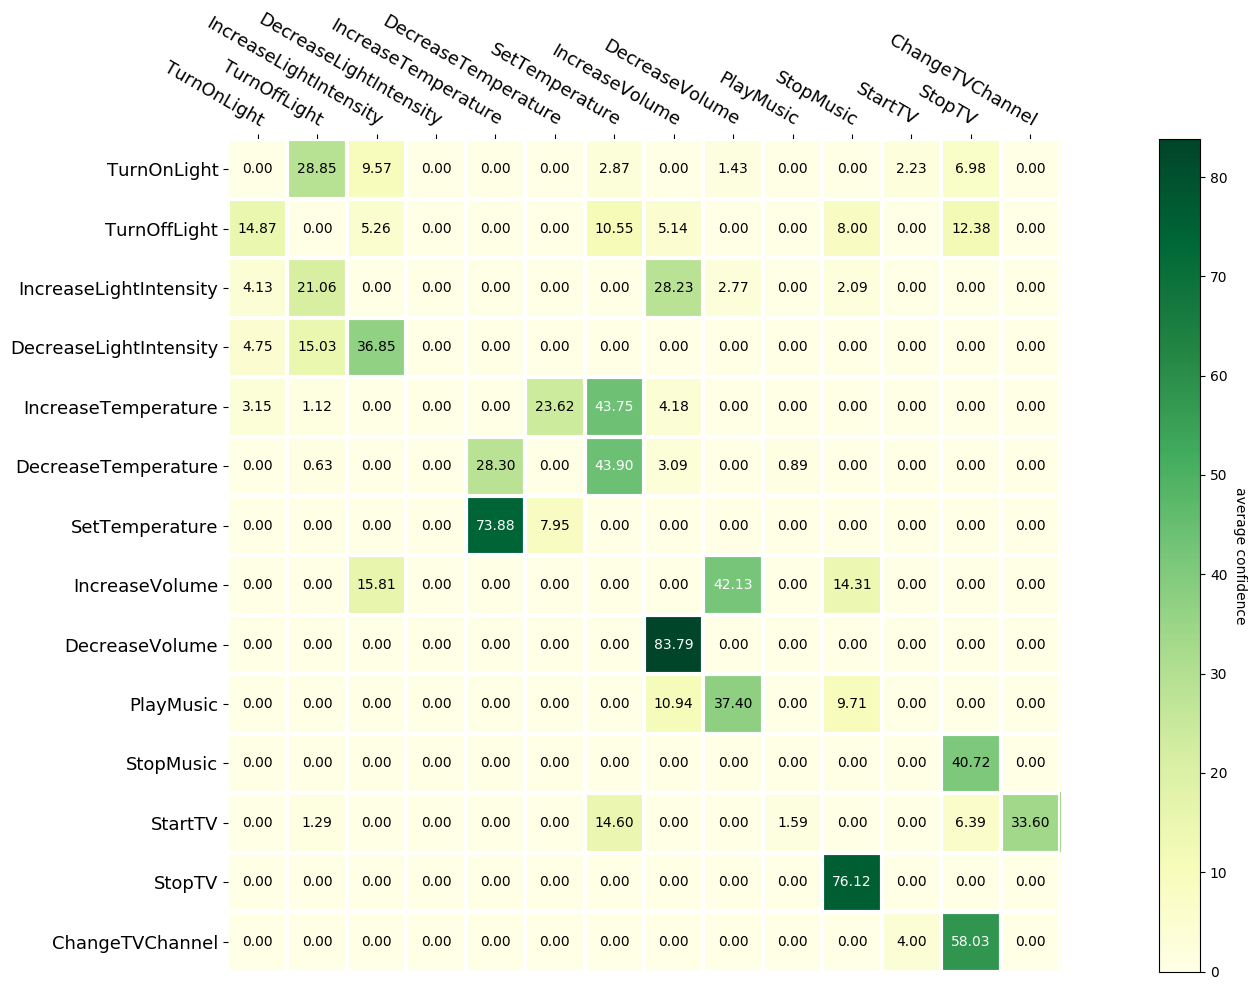 TurnOnLight
TurnOffLight
IncreaseLightIntensity
DecreaseLightIntensity
IncreaseTemperature
DecreaseTemperature
SetTemperature
IncreaseVolume
DecreaseVolume
PlayMusic
StopMusic
StartTV
StopTV
ChangeTVChannel
TurnOnLight 0.00 28.85 9.57 0.00 0.00 0.00 2.87 0.00 1.43 0.00 0.00 2.23 6.98 0.00
TurnOffLight 14.87 0.00 5.26 0.00 0.00 0.00 10.55 5.14 0.00 0.00 8.00 0.00 12.38 0.00
IncreaseLightIntensity 4.13 21.06 0.00 0.00 0.00 0.00 0.00 28.23 2.77 0.00 2.09 0.00 0.00 0.00
DecreaseLightIntensity 4.75 15.03 36.85 0.00 0.00 0.00 0.00 0.00 0.00 0.00 0.00 0.00 0.00 0.00
IncreaseTemperature 3.15 1.12 0.00 0.00 0.00 23.62 43.75 4.18 0.00 0.00 0.00 0.00 0.00 0.00
DecreaseTemperature 0.00 0.63 0.00 0.00 28.30 0.00 43.90 3.09 0.00 0.89 0.00 0.00 0.00 0.00
SetTemperature 0.00 0.00 0.00 0.00 73.88 7.95 0.00 0.00 0.00 0.00 0.00 0.00 0.00 0.00
IncreaseVolume 0.00 0.00 15.81 0.00 0.00 0.00 0.00 0.00 42.13 0.00 14.31 0.00 0.00 0.00
DecreaseVolume 0.00 0.00 0.00 0.00 0.00 0.00 0.00 83.79 0.00 0.00 0.00 0.00 0.00 0.00
PlayMusic 0.00 0.00 0.00 0.00 0.00 0.00 0.00 10.94 37.40 0.00 9.71 0.00 0.00 0.00
StopMusic 0.00 0.00 0.00 0.00 0.00 0.00 0.00 0.00 0.00 0.00 0.00 0.00 40.72 0.00
StartTV 0.00 1.29 0.00 0.00 0.00 0.00 14.60 0.00 0.00 1.59 0.00 0.00 6.39 33.60
StopTV 0.00 0.00 0.00 0.00 0.00 0.00 0.00 0.00 0.00 0.00 76.12 0.00 0.00 0.00
ChangeTVChannel 0.00 0.00 0.00 0.00 0.00 0.00 0.00 0.00 0.00 0.00 0.00 4.00 58.03 0.00
80
70
60
50
40
30
20
10
0
average confidence